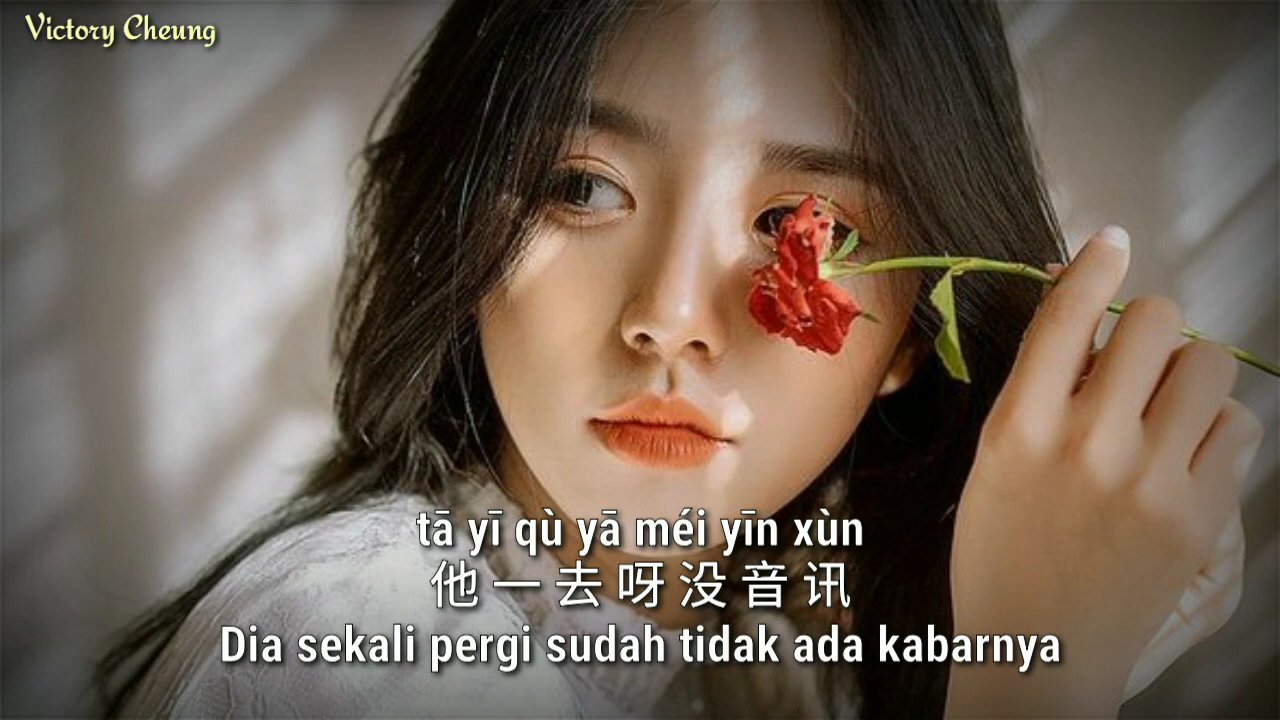 Victory Cheung
tā yī qù yā méi yīn xùn
他一去呀没音讯
Dia sekali pergi sudah tidak ada kabarnya